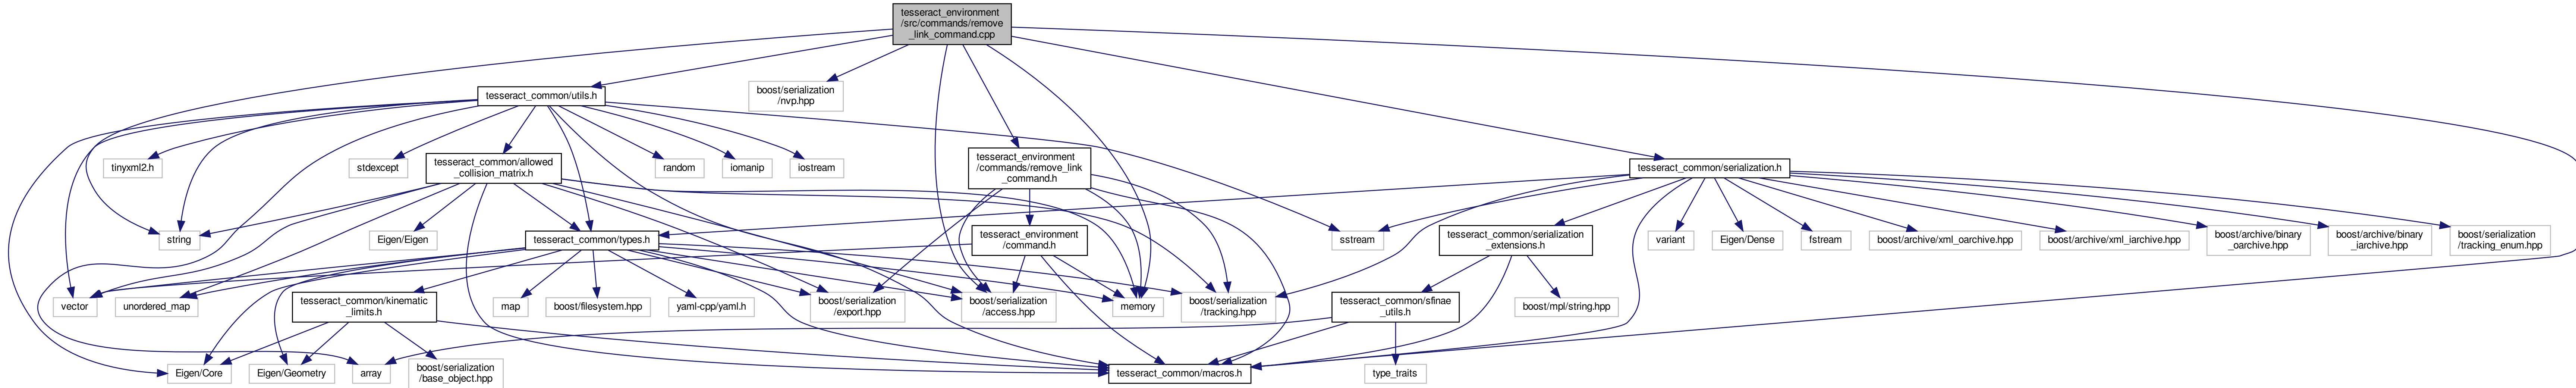 tesseract_environment
/src/commands/remove
_link_command.cpp
boost/serialization
/nvp.hpp
tesseract_common/utils.h
tinyxml2.h
stdexcept
tesseract_common/allowed
_collision_matrix.h
random
iomanip
iostream
tesseract_environment
/commands/remove_link
_command.h
tesseract_common/serialization.h
string
Eigen/Eigen
tesseract_common/types.h
tesseract_environment
/command.h
sstream
tesseract_common/serialization
_extensions.h
variant
Eigen/Dense
fstream
boost/archive/xml_oarchive.hpp
boost/archive/xml_iarchive.hpp
boost/archive/binary
_oarchive.hpp
boost/archive/binary
_iarchive.hpp
boost/serialization
/tracking_enum.hpp
vector
unordered_map
tesseract_common/kinematic
_limits.h
map
boost/filesystem.hpp
yaml-cpp/yaml.h
boost/serialization
/export.hpp
boost/serialization
/access.hpp
memory
boost/serialization
/tracking.hpp
tesseract_common/sfinae
_utils.h
boost/mpl/string.hpp
Eigen/Core
Eigen/Geometry
array
boost/serialization
/base_object.hpp
tesseract_common/macros.h
type_traits